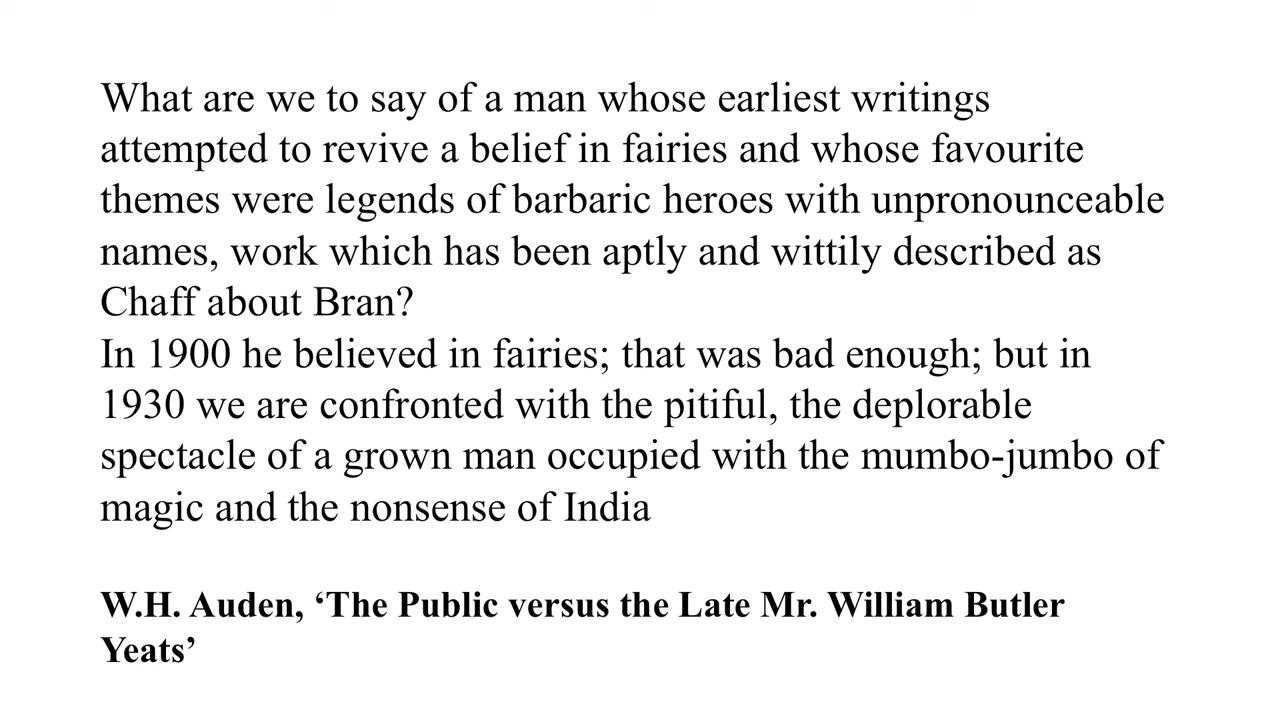 What are we to say of a man whose earliest writings
attempted to revive a belief in fairies and whose favourite
themes were legends of barbaric heroes with unpronounceable
names, work which has been aptly and wittily described as
Chaff about Bran?
In 1900 he believed in fairies; that was bad enough; but in
1930 we are confronted with the pitiful, the deplorable
spectacle of a grown man occupied with the mumbo-jumbo of
magic and the nonsense of India
W.H. Auden, ‘The Public versus the Late Mr. William Butler
Yeats’